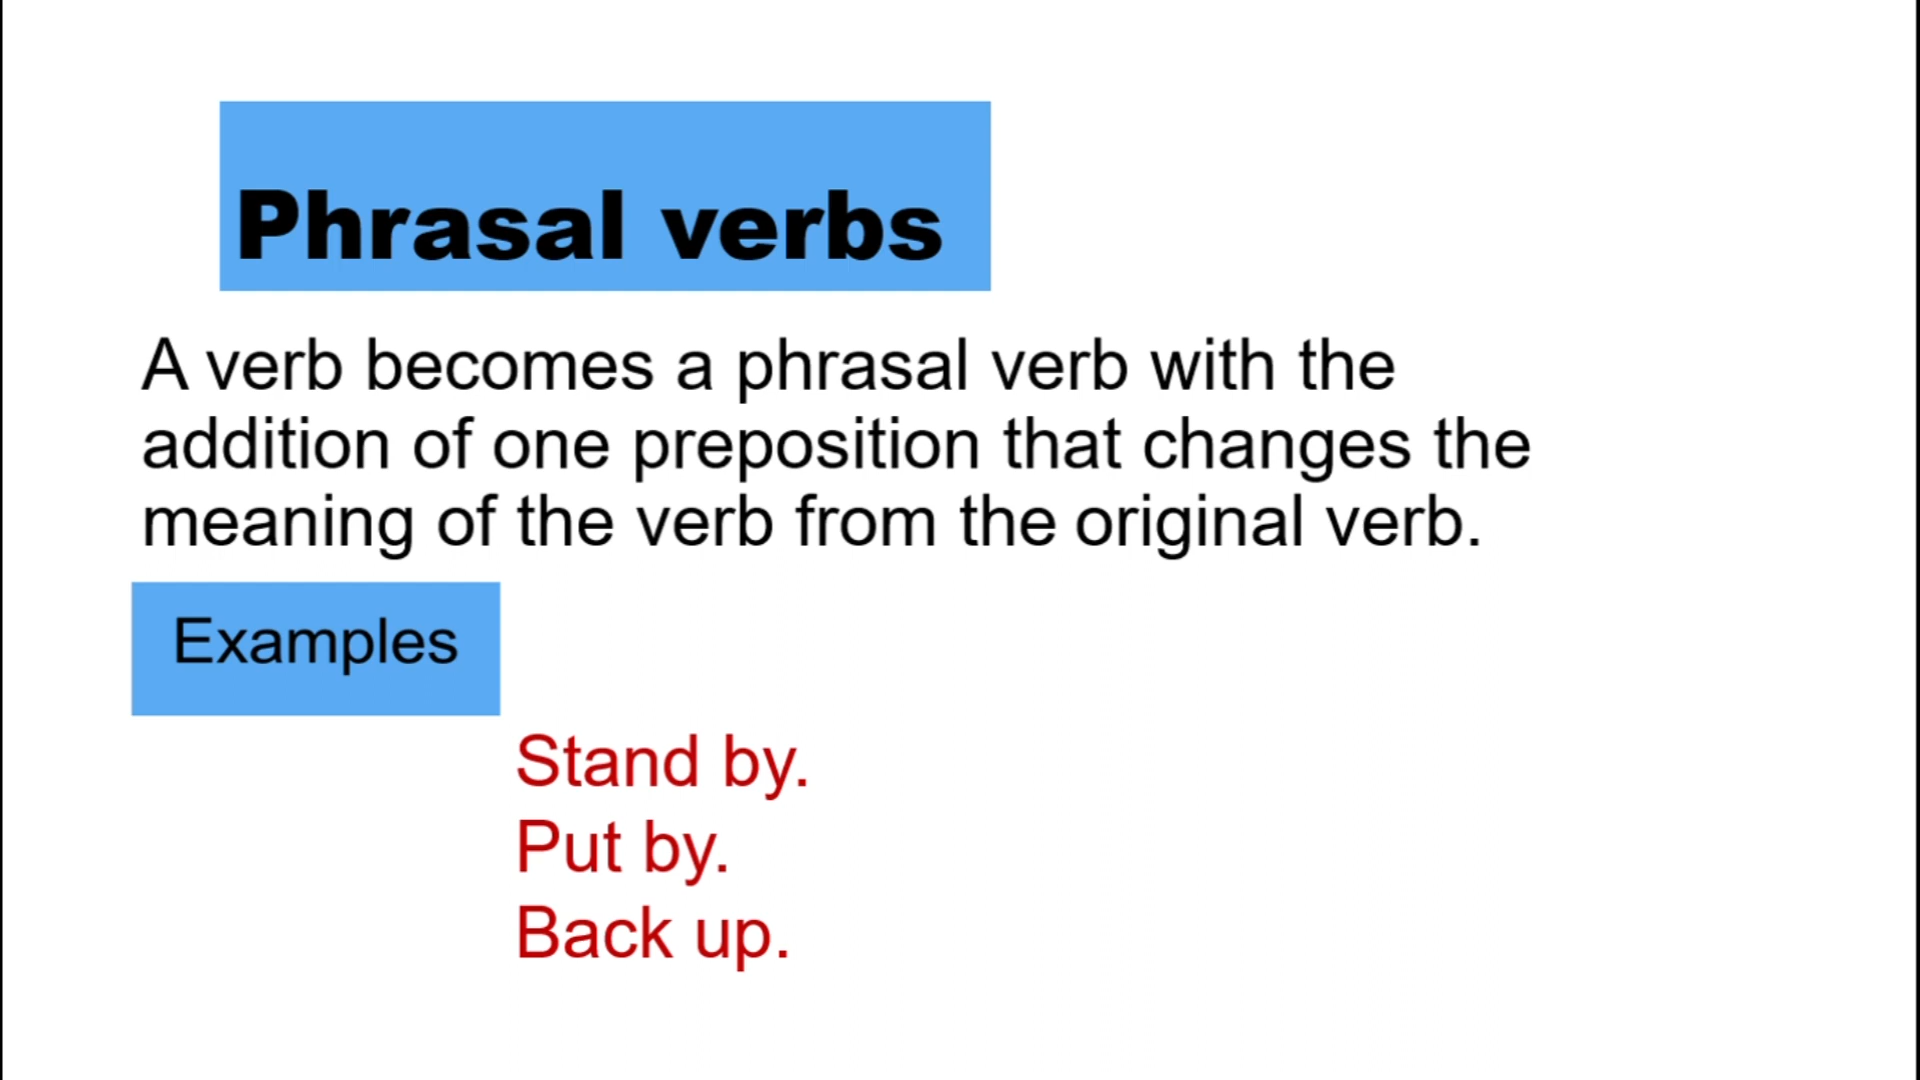 Phrasal verbs
A verb becomes a phrasal verb with the
addition of one preposition that changes the
meaning of the verb from the original verb.
Examples
Stand by.
Put by.
Back up.